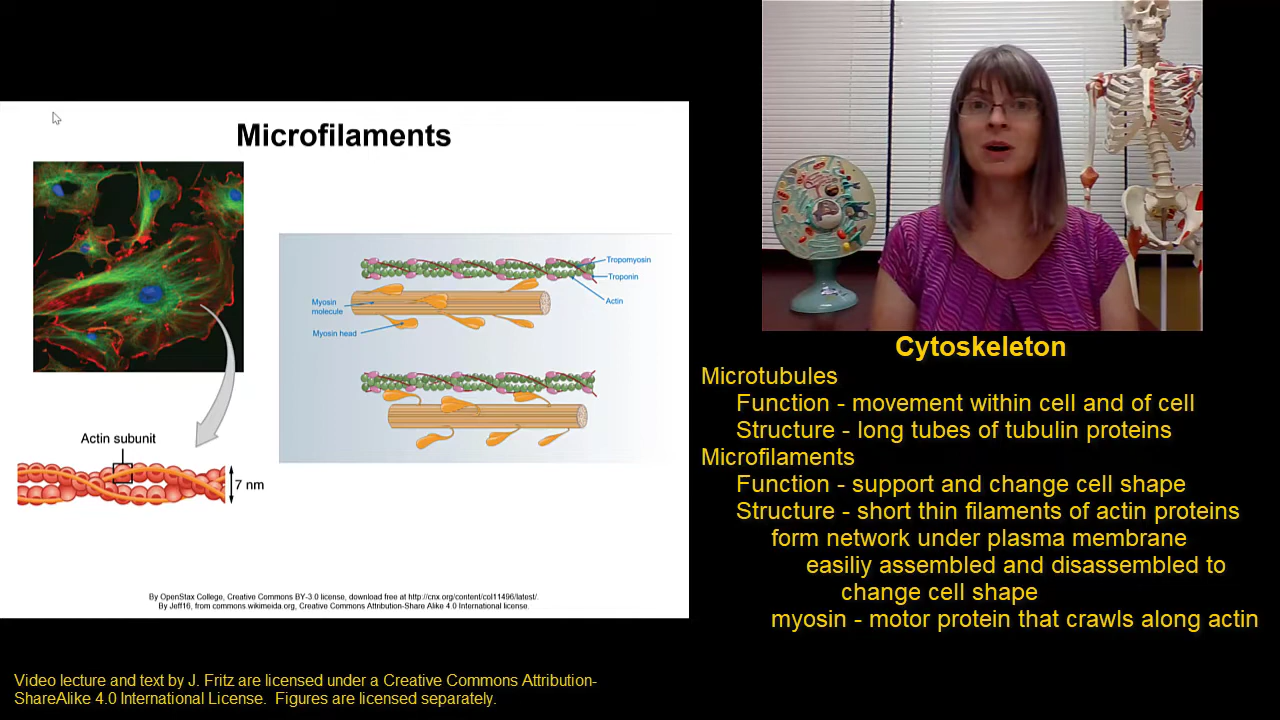 Microfilaments
Tropomyosin
Troponin
Actin
Myosin
molecule
Myosin head
Actin subunit
7 nm
By OpenStax College, Creative Commons BY-3.0 license, download free at http://cnx.org/content/col11496/latest/.
By Jeff16, from commons.wikimeida.org, Creative Commons Attribution-Share Alike 4.0 International license.
Cytoskeleton
Microtubules
Function - movement within cell and of cell
Structure - long tubes of tubulin proteins
Microfilaments
Function - support and change cell shape
Structure - short thin filaments of actin proteins
form network under plasma membrane
easiliy assembled and disassembled to
change cell shape
myosin - motor protein that crawls along actin
Video lecture and text by J. Fritz are licensed under a Creative Commons Attribution-
ShareAlike 4.0 International License.  Figures are licensed separately.